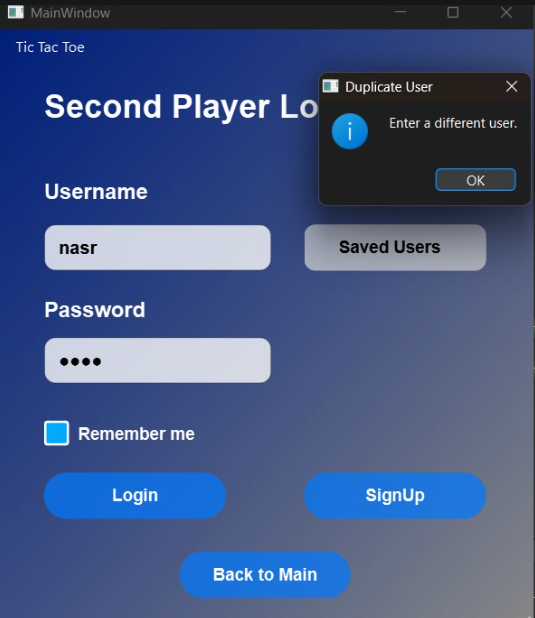 MainWindow
Tic Tac Toe
Second Player Lo
Duplicate User
Enter a different user.
OK
Username
nasr
Saved Users
Password
••••
Remember me
Login
SignUp
Back to Main